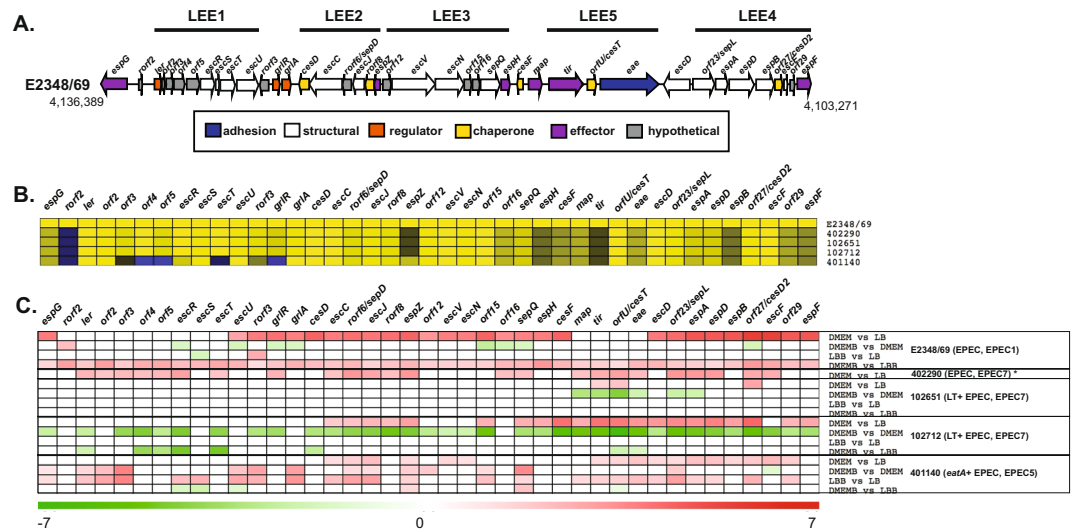 LEE1 LEE2 LEE3 LEE5 LEE4
A.
espG rorf2 ler orf2 orf3 orf4 orf5 escR escS escT escU rorf3 grlR grlA cesD escC rorf6/sepD escJ rorf8 espZ orf12 escV escN orf15 orf16 sepQ espH cesF map tir orfU/cesT eae escD orf23/sepL espA espD espB orf27/cesD2 escF orf29 espF
E2348/69
4,136,389 4,103,271
adhesion structural regulator chaperone effector hypothetical
B.
espG rorf2 ler orf2 orf3 orf4 orf5 escR escS escT escU rorf3 grlR grlA cesD escC rorf6/sepD escJ rorf8 espZ orf12 escV escN orf15 orf16 sepQ espH cesF map tir orfU/cesT eae escD orf23/sepL espA espD espB orf27/cesD2 escF orf29 espF
E2348/69
402290
102651
102712
401140
C.
espG rorf2 ler orf2 orf3 orf4 orf5 escR escS escT escU rorf3 grlR grlA cesD escC rorf6/sepD escJ rorf8 espZ orf12 escV escN orf15 orf16 sepQ espH cesF map tir orfU/cesT eae escD orf23/sepL espA espD espB orf27/cesD2 escF orf29 espF
DMEM vs LB
DMEMB vs DMEM E2348/69 (EPEC, EPEC1)
LBB vs LB
DMEMB vs LBB
DMEM vs LB 402290 (EPEC, EPEC7) *
DMEM vs LB
DMEMB vs DMEM 102651 (LT+ EPEC, EPEC7)
LBB vs LB
DMEMB vs LBB
DMEM vs LB
DMEMB vs DMEM 102712 (LT+ EPEC, EPEC7)
LBB vs LB
DMEMB vs LBB
DMEM vs LB
DMEMB vs DMEM 401140 (eatA+ EPEC, EPEC5)
LBB vs LB
DMEMB vs LBB
-7 0 7